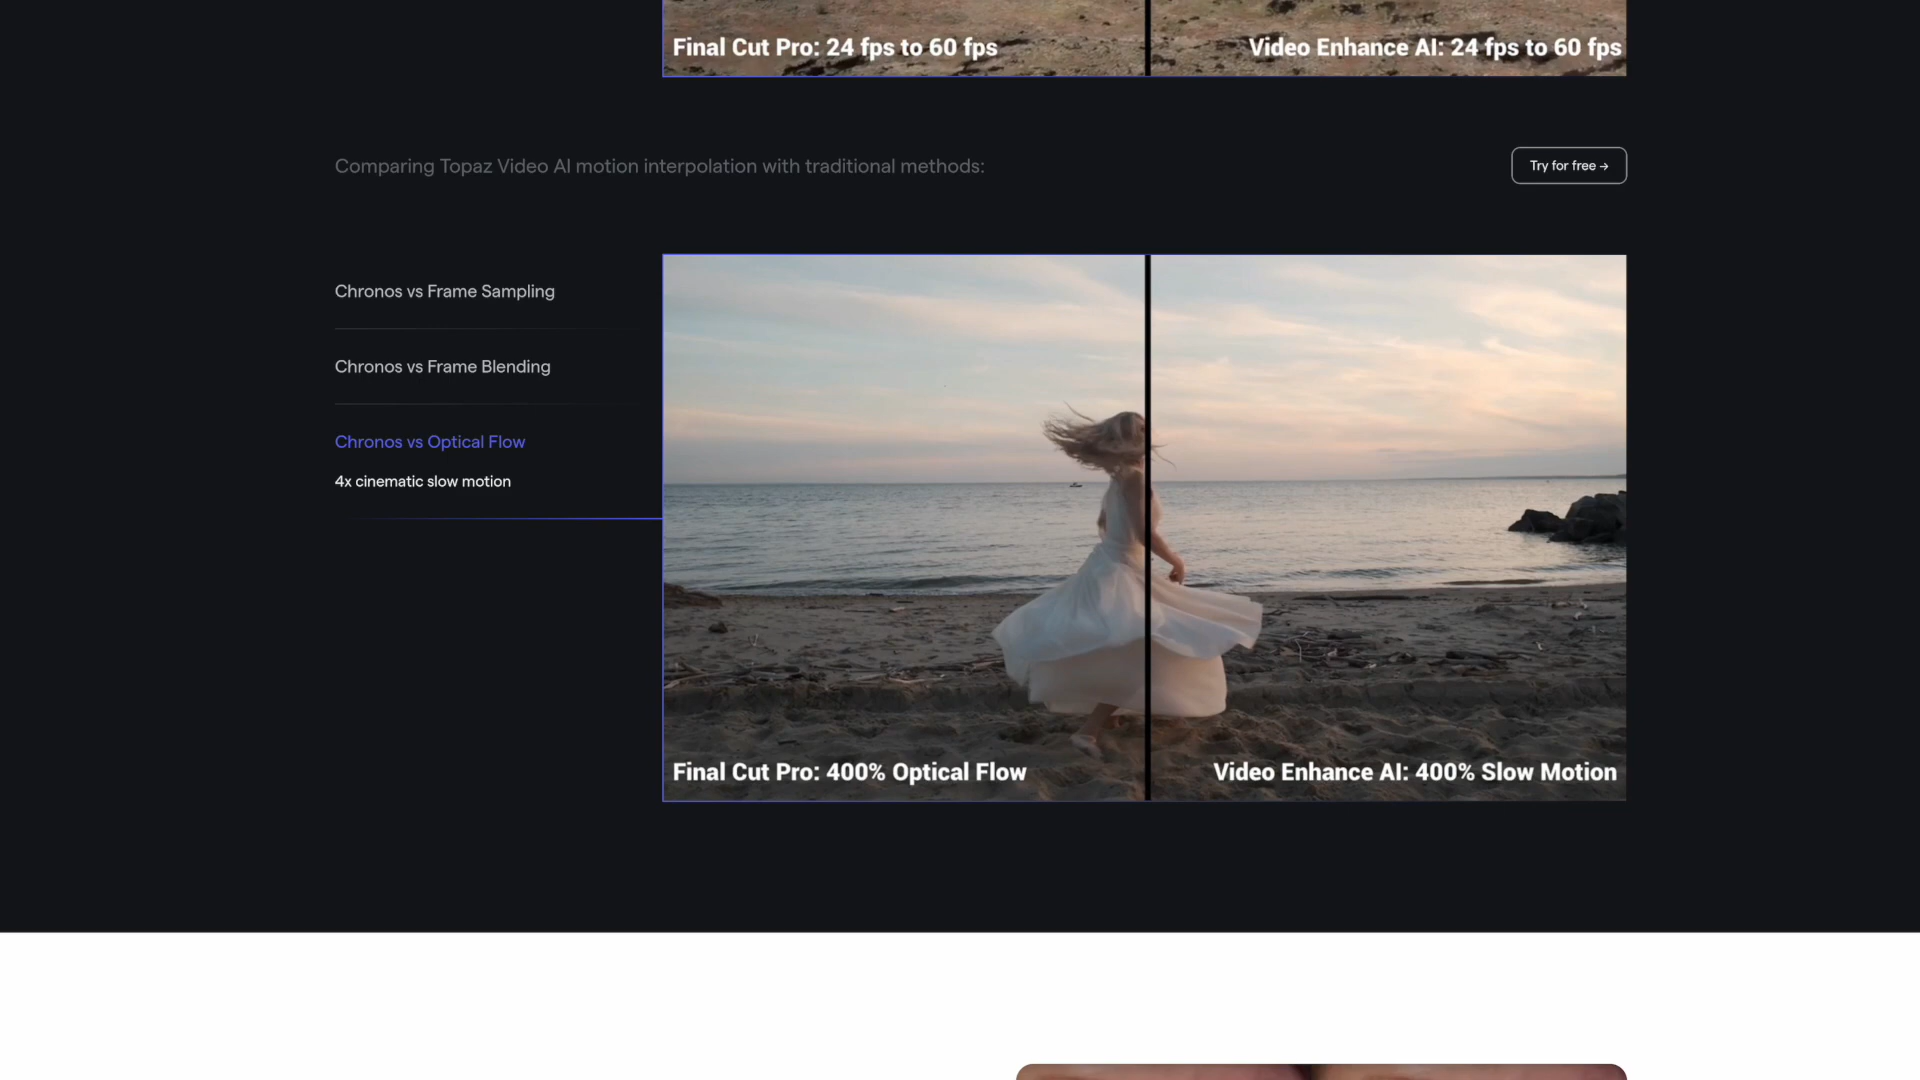 Final Cut Pro: 24 fps to 60 fps
Video Enhance AI: 24 fps to 60 fps
Comparing Topaz Video AI motion interpolation with traditional methods:
Try for free →
Chronos vs Frame Sampling
Chronos vs Frame Blending
Chronos vs Optical Flow
4x cinematic slow motion
Final Cut Pro: 400% Optical Flow
Video Enhance AI: 400% Slow Motion